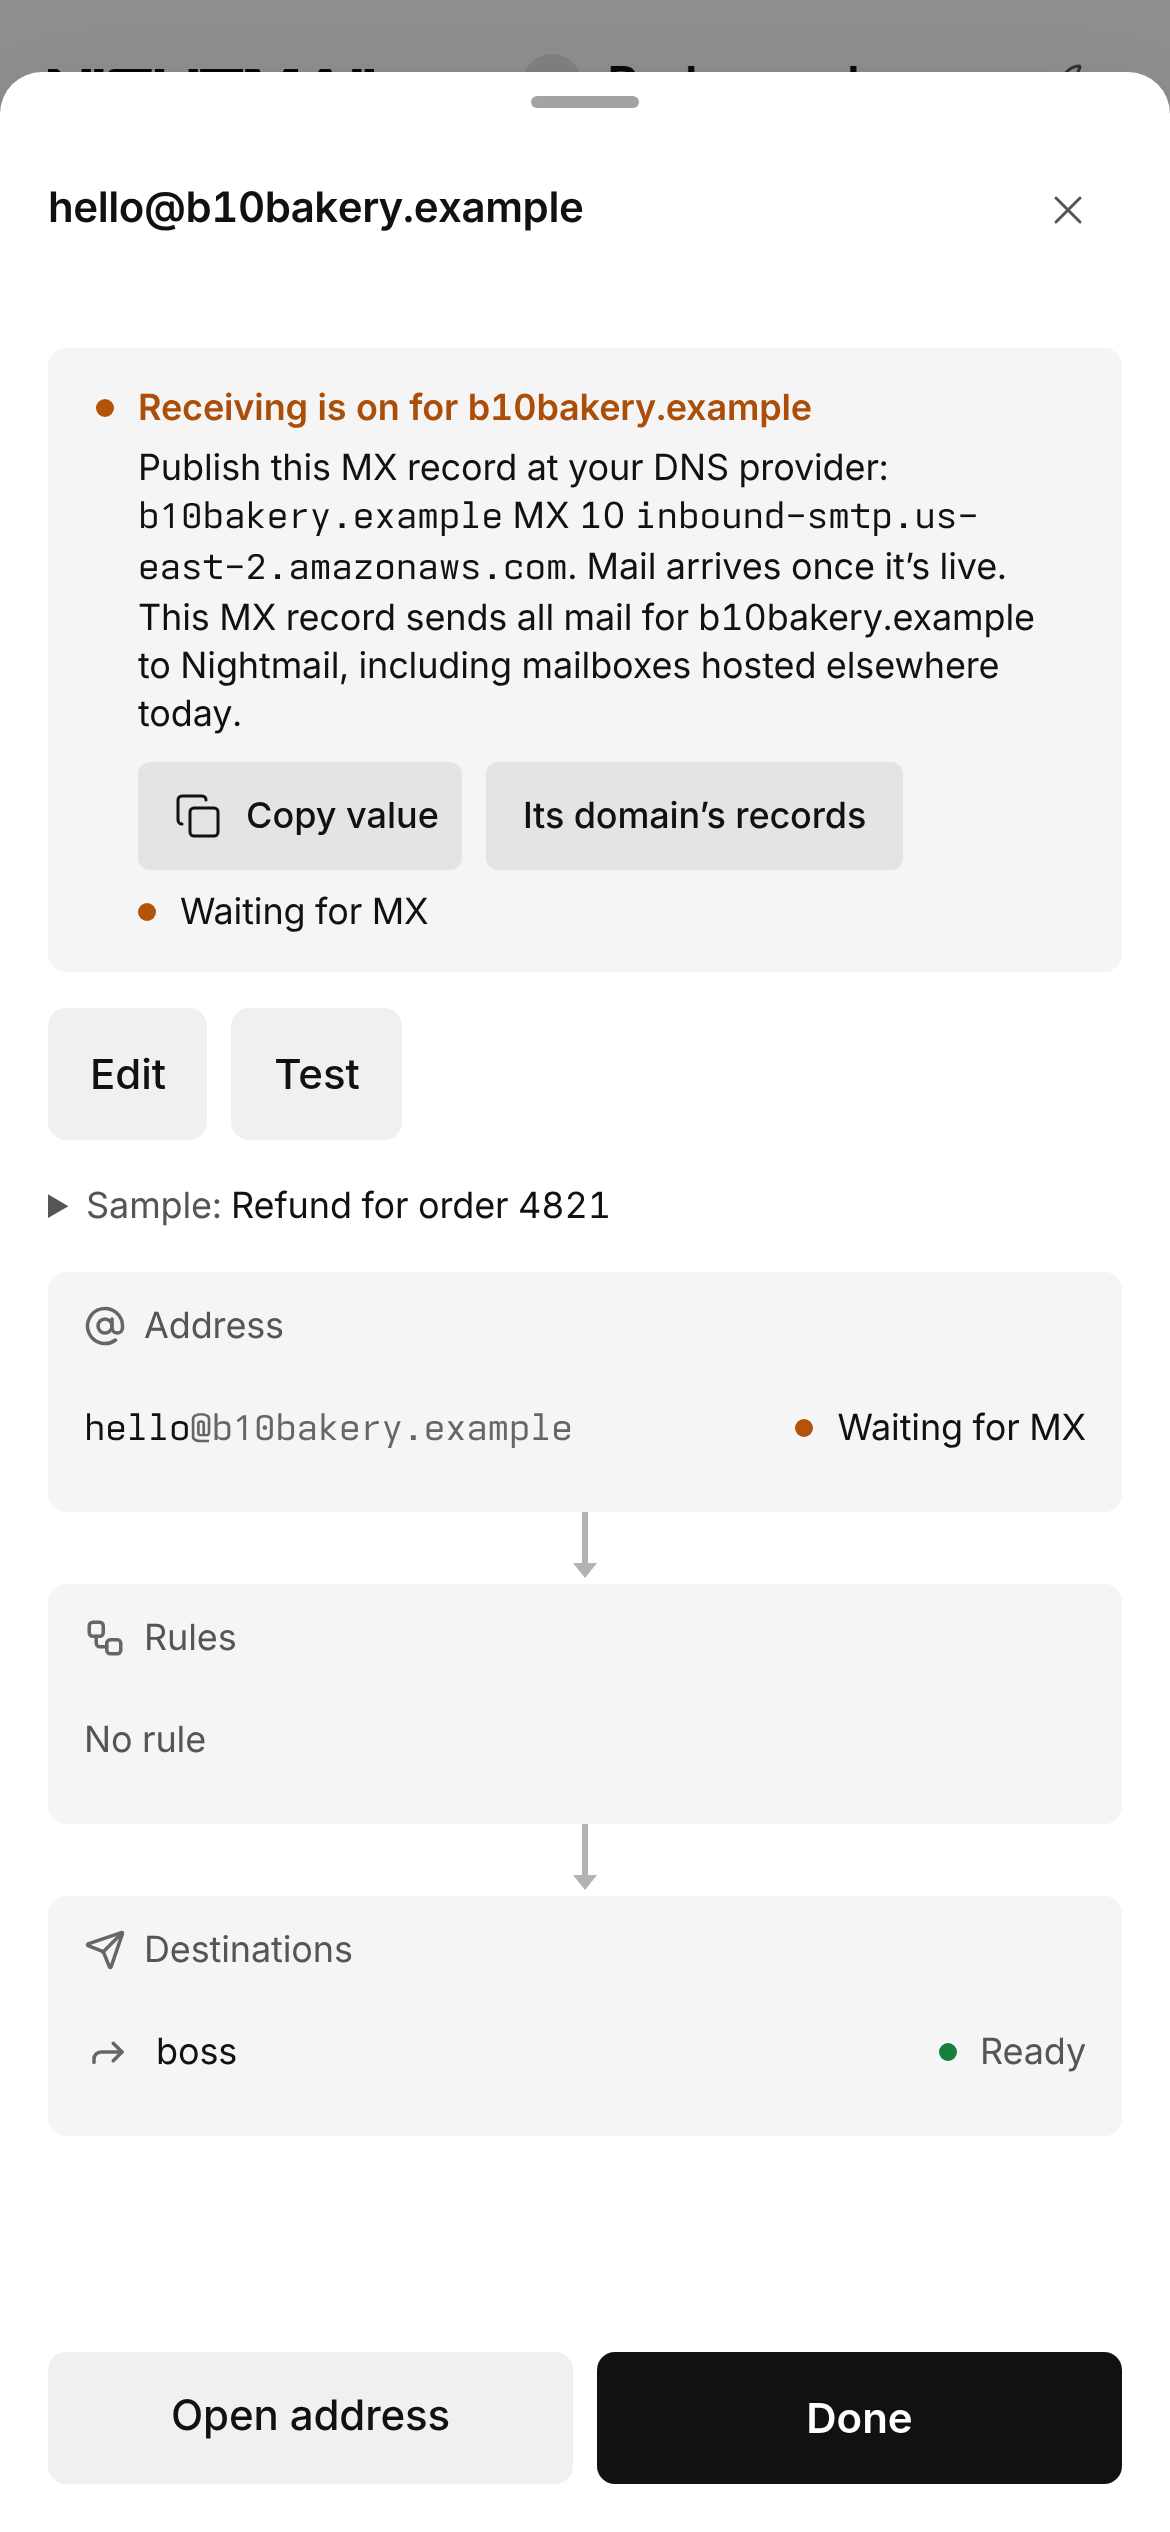 hello@b10bakery.example
Receiving is on for b10bakery.example
Publish this MX record at your DNS provider:
b10bakery.example MX 10 inbound-smtp.us-
east-2.amazonaws.com. Mail arrives once it’s live.
This MX record sends all mail for b10bakery.example
to Nightmail, including mailboxes hosted elsewhere
today.
Copy value Its domain’s records
Waiting for MX
Edit Test
Sample: Refund for order 4821
Address
hello@b10bakery.example Waiting for MX
Rules
No rule
Destinations
boss Ready
Open address Done